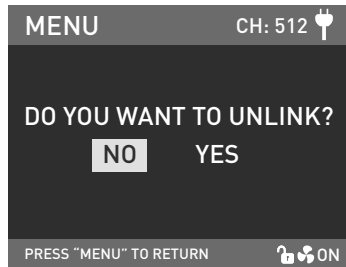 MENU CH: 512
DO YOU WANT TO UNLINK?
NO YES
PRESS “MENU” TO RETURN ON